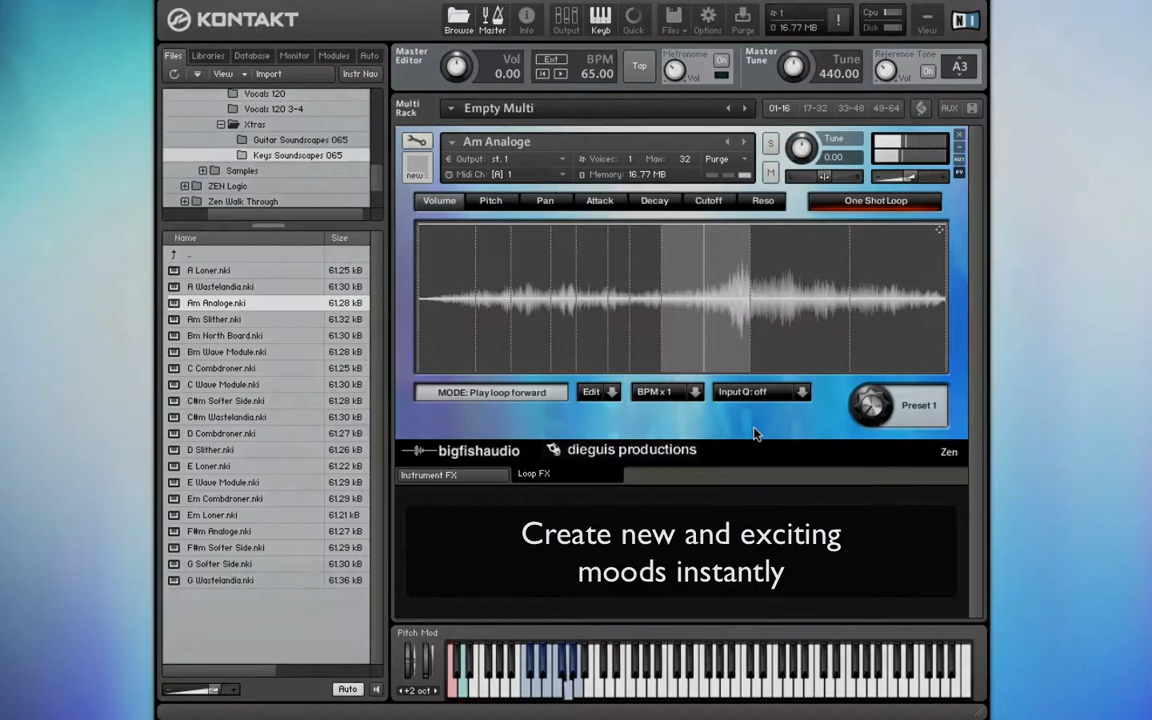 KONTAKT
Browse
Master
Info
Output
Keyb
Quick
Files
Options
Purge
1
16.77 MB
!
Cpu
Disk
View
NI
Files
Libraries
Database
Monitor
Modules
Auto
View
Import
Instr Nav
Vocals 120
Vocals 120 3-4
Xtras
Guitar Soundscapes 065
Keys Soundscapes 065
Samples
ZEN Logic
Zen Walk Through
Name
Size
..
A Loner.nki 61.25 kB
A Wastelandia.nki 61.30 kB
Am Analoge.nki 61.28 kB
Am Slither.nki 61.32 kB
Bm North Board.nki 61.30 kB
Bm Wave Module.nki 61.28 kB
C Combdroner.nki 61.25 kB
C Wave Module.nki 61.30 kB
C#m Softer Side.nki 61.28 kB
C#m Wastelandia.nki 61.30 kB
D Combdroner.nki 61.27 kB
D Slither.nki 61.26 kB
E Loner.nki 61.22 kB
E Wave Module.nki 61.29 kB
Em Combdroner.nki 61.29 kB
Em Loner.nki 61.21 kB
F#m Analoge.nki 61.27 kB
F#m Softer Side.nki 61.29 kB
G Softer Side.nki 61.30 kB
G Wastelandia.nki 61.36 kB
Auto
Master Editor
Vol
0.00
Ext
BPM
65.00
Tap
Metronome
On
Vol
Master Tune
Tune
440.00
Reference Tone
Vol
On
A3
Multi Rack
Empty Multi
01-16
17-32
33-48
49-64
AUX
Am Analoge
Output: st. 1
Voices: 1
Max: 32
Purge
Midi Ch: [A] 1
Memory: 16.77 MB
new
S
M
Tune
0.00
AUX
PV
Volume
Pitch
Pan
Attack
Decay
Cutoff
Reso
One Shot Loop
MODE: Play loop forward
Edit
BPM x 1
Input Q: off
Preset 1
bigfishaudio
dieguis productions
Zen
Instrument FX
Loop FX
Create new and exciting
moods instantly
Pitch Mod
+2 oct